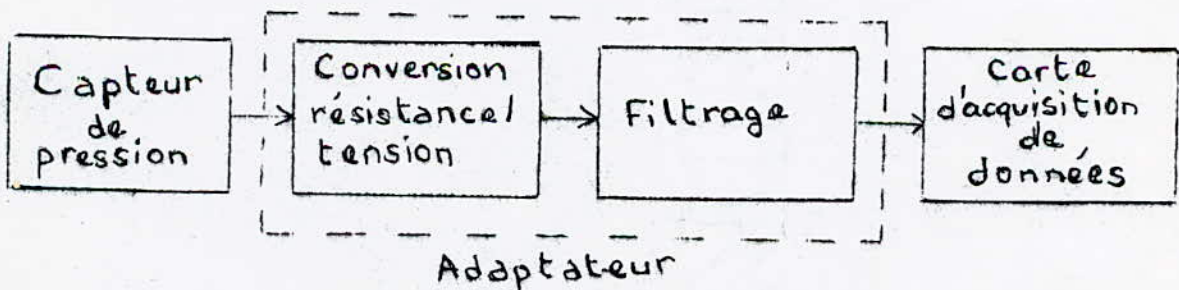 Capteur
de
pression
Conversion
résistance/
tension
Filtrage
Carte
d'acquisition
de
données
Adaptateur